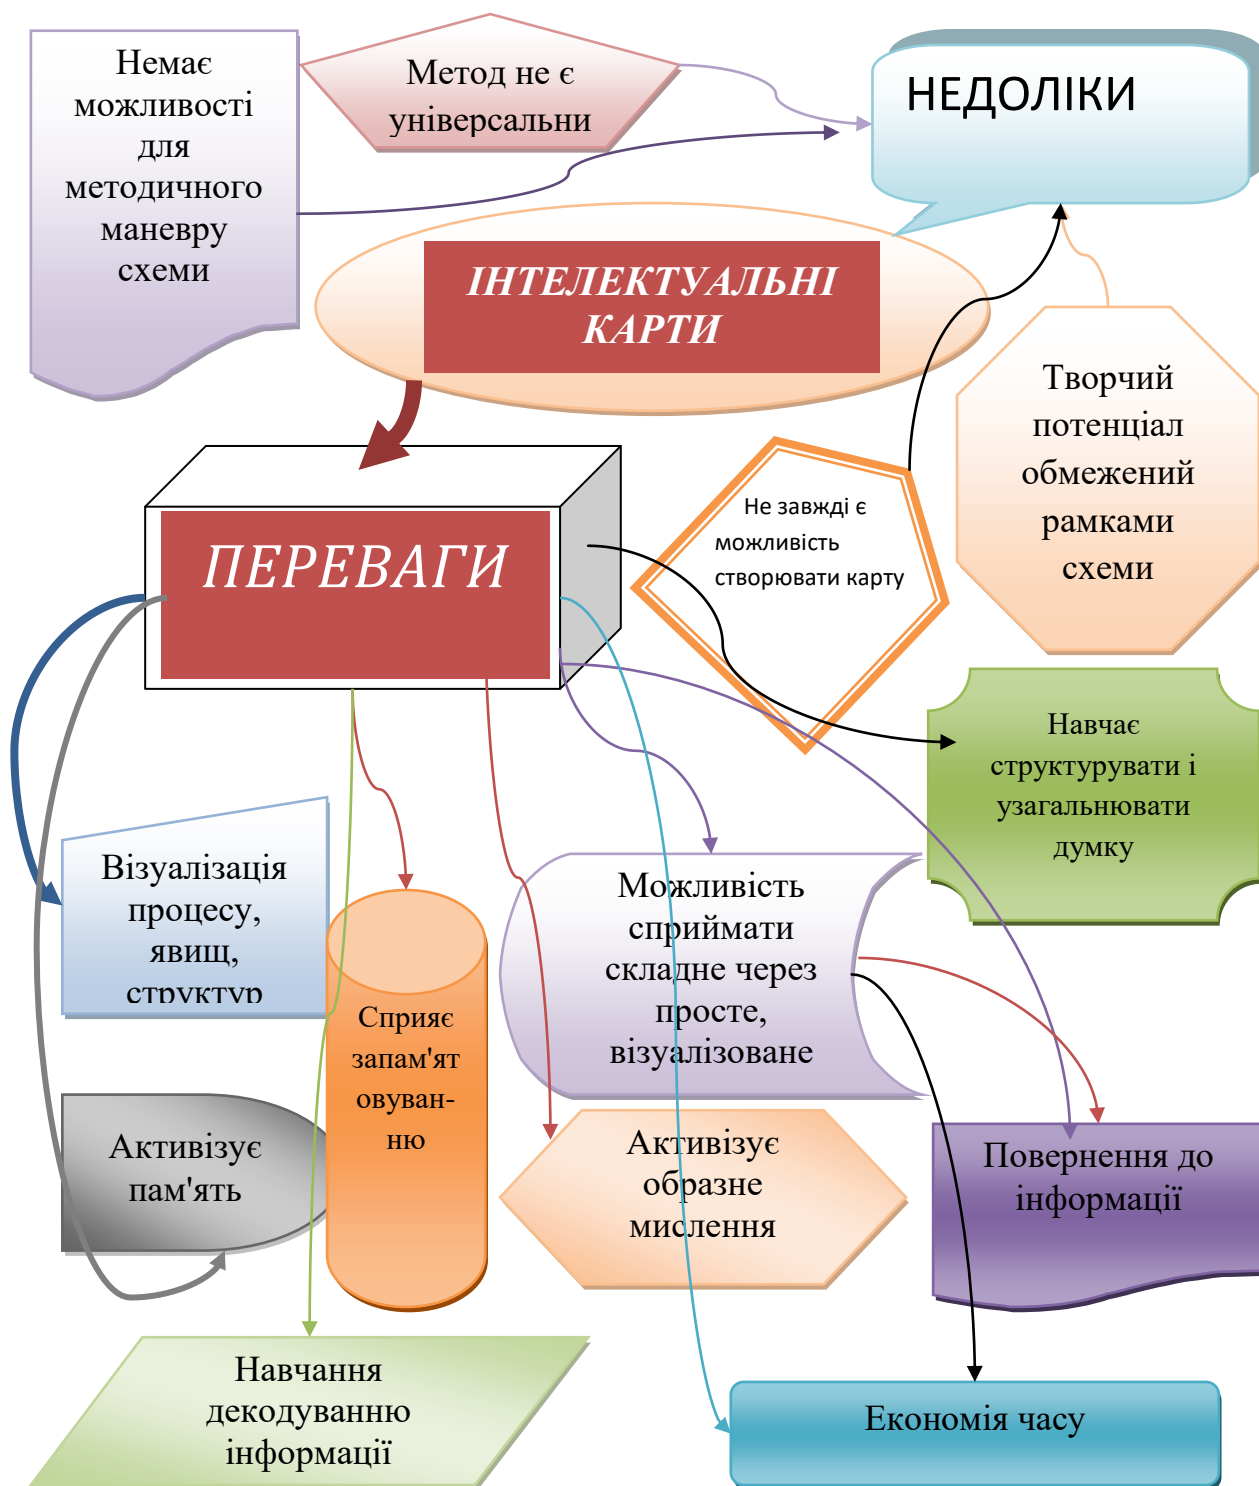 Немає
можливості
для
методичного
маневру
схеми
Метод не є
універсальни
НЕДОЛІКИ
ІНТЕЛЕКТУАЛЬНІ
КАРТИ
Творчий
потенціал
обмежений
рамками
схеми
Не завжді є
можливість
створювати карту
ПЕРЕВАГИ
Навчає
структурувати і
узагальнювати
думку
Візуалізація
процесу,
явищ,
структур
Сприяє
запам'ят
овуван-
ню
Можливість
сприймати
складне через
просте,
візуалізоване
Активізує
пам'ять
Активізує
образне
мислення
Повернення до
інформації
Навчання
декодуванню
інформації
Економія часу